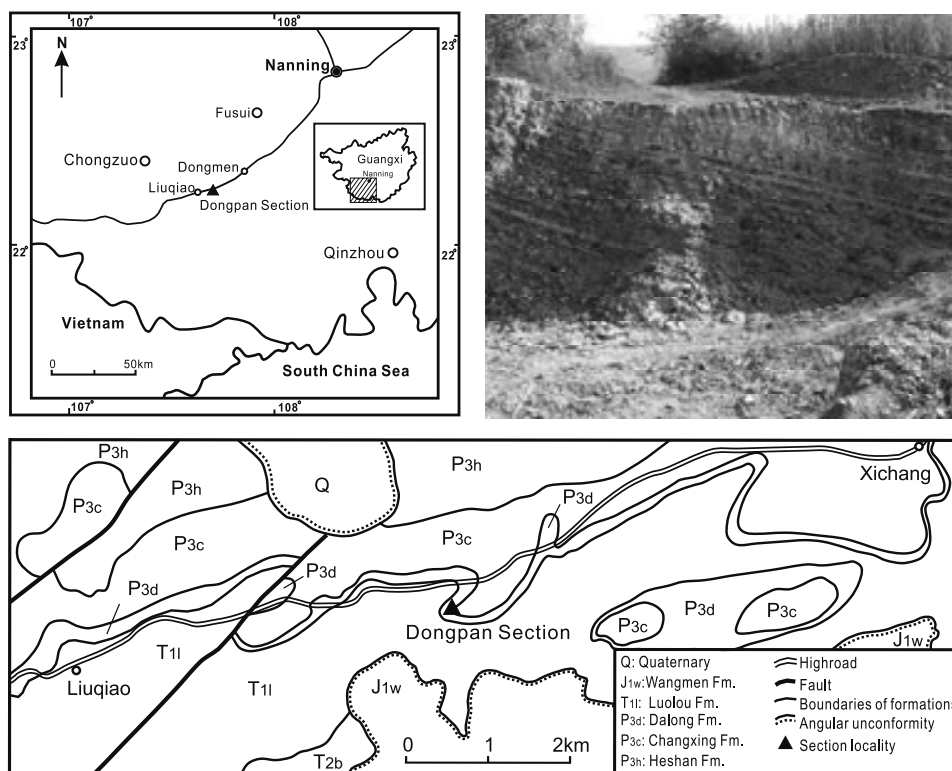 107° 108°
23° 23°
N
Nanning
Fusui
Guangxi
Nanning
Chongzuo
Dongmen
Liuqiao
Dongpan Section
22° 22°
Qinzhou
Vietnam
0 50km
South China Sea
107° 108°
P3h
P3h
P3h
Q
Xichang
P3c
P3d
P3c
P3c
P3d
P3d
P3c
P3d
P3c
Dongpan Section
J1w
T1l
Liuqiao
T1l
J1w
T2b
0 1 2km
Q: Quaternary
J1w: Wangmen Fm.
T1l: Luolou Fm.
P3d: Dalong Fm.
P3c: Changxing Fm.
P3h: Heshan Fm.
Highroad
Fault
Boundaries of formations
Angular unconformity
Section locality